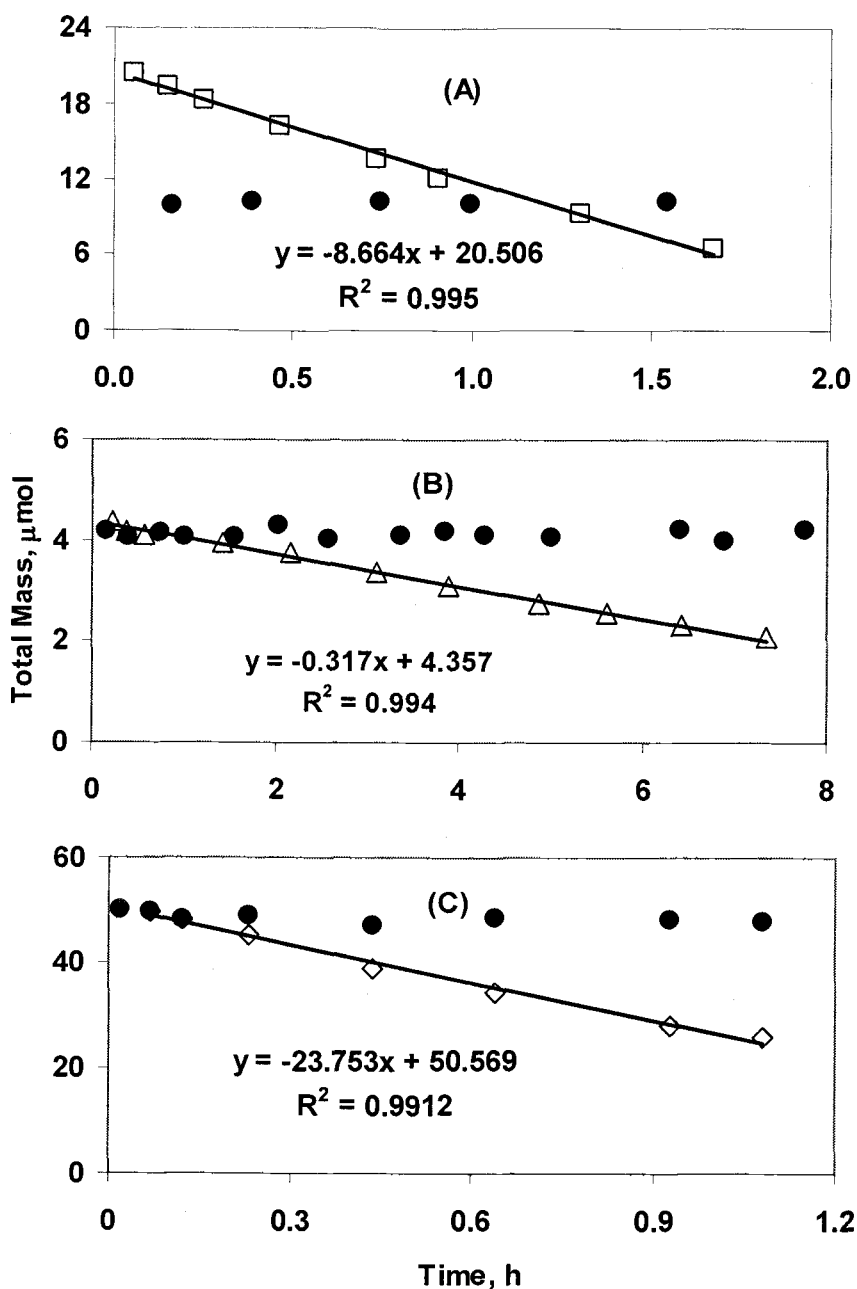 24
(A)
18
12
6
y = -8.664x + 20.506
R² = 0.995
0
0.0 0.5 1.0 1.5 2.0
6
(B)
4
Total Mass, μmol
2
y = -0.317x + 4.357
R² = 0.994
0
0 2 4 6 8
60
(C)
40
y = -23.753x + 50.569
20
R² = 0.9912
0
0 0.3 0.6 0.9 1.2
Time, h